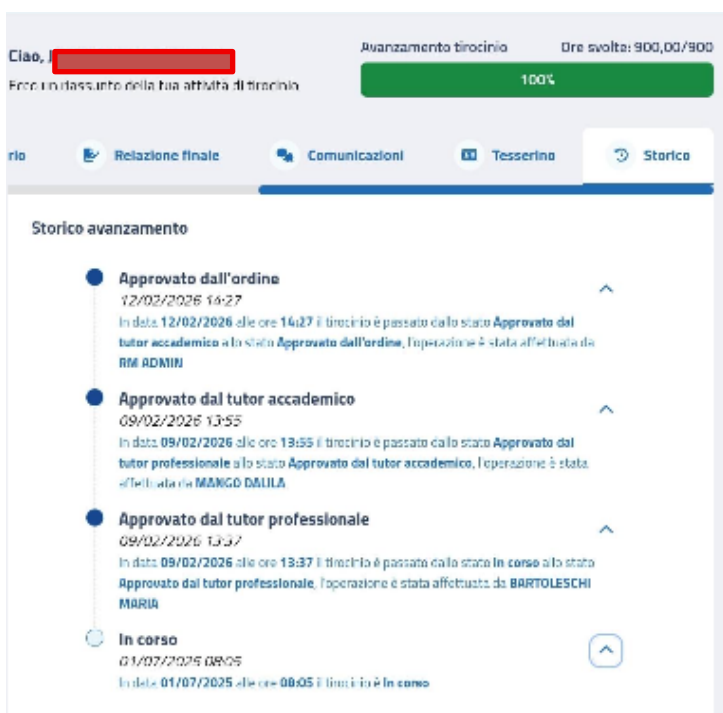 Ciao, J
Avanzamento tirocinio
Ore svolte: 900,00/900
Ecco un riassunto della tua attività di tirocinio
100%
rio
Relazione finale
Comunicazioni
Tesserino
Storico
Storico avanzamento
Approvato dall'ordine
12/02/2026 14:27
In data 12/02/2026 alle ore 14:27 il tirocinio è passato dallo stato Approvato dal
tutor accademico allo stato Approvato dall'ordine, l'operazione è stata affettuata da
RM ADMIN
Approvato dal tutor accademico
09/02/2026 13:55
In data 09/02/2026 alle ore 13:55 il tirocinio è passato dallo stato Approvato dal
tutor professionale allo stato Approvato dal tutor accademico, l'operazione è stata
affettuata da MANGO DALILA
Approvato dal tutor professionale
09/02/2026 13:37
In data 09/02/2026 alle ore 13:37 il tirocinio è passato dallo stato In corso allo stato
Approvato dal tutor professionale, l'operazione è stata affettuata da BARTOLESCHI
MARIA
In corso
01/07/2025 08:05
In data 01/07/2025 alle ore 08:05 il tirocinio è In corso